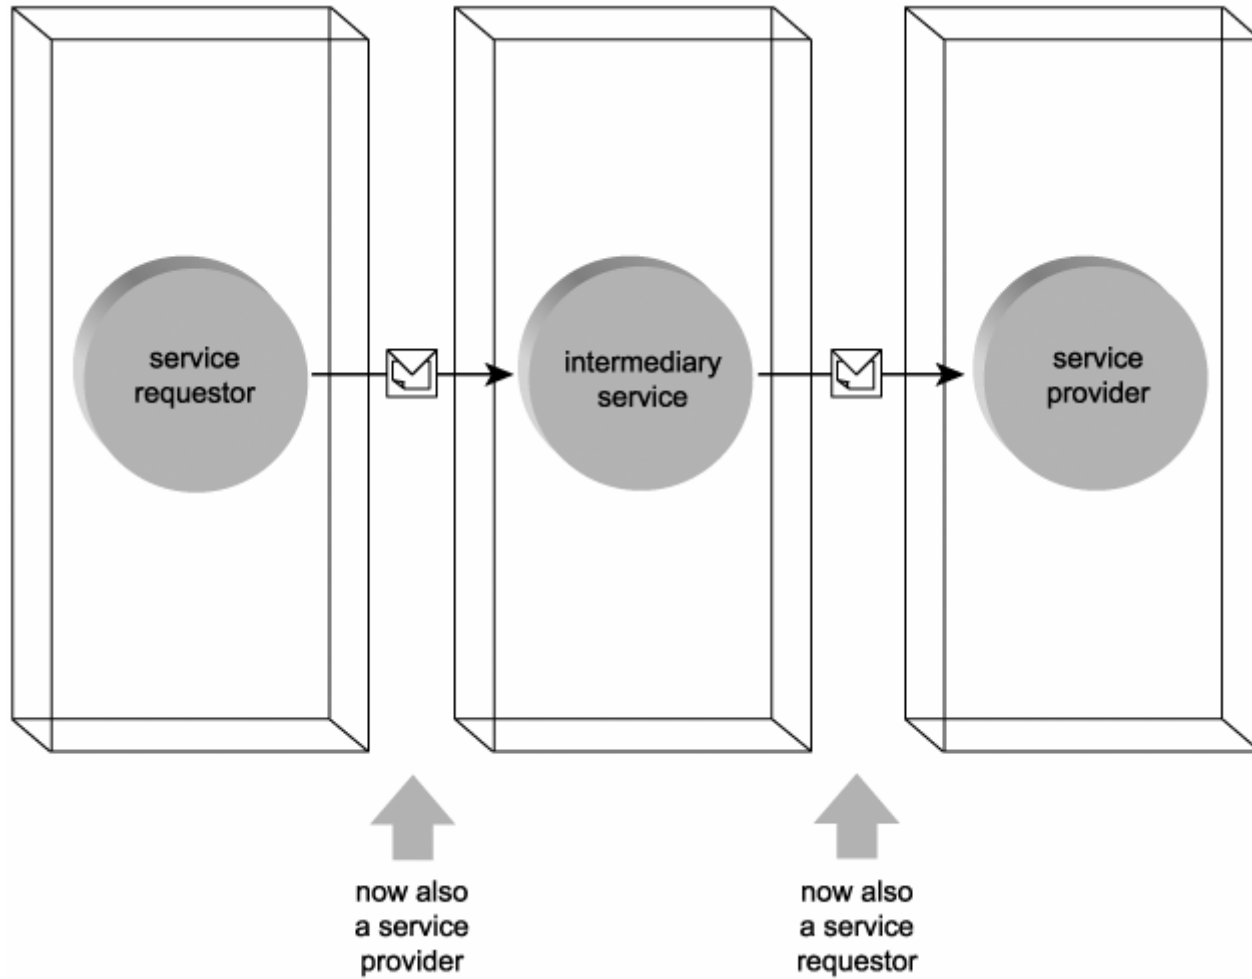 service
requestor
intermediary
service
service
provider
now also
a service
provider
now also
a service
requestor